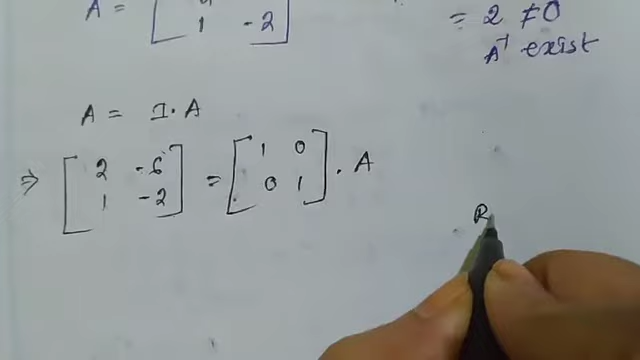 A = [ 1 -2 ]
= 2 ≠0
A⁻¹ exist
A = I · A
⇒ [ 2 -6 ; 1 -2 ] = [ 1 0 ; 0 1 ] · A
R